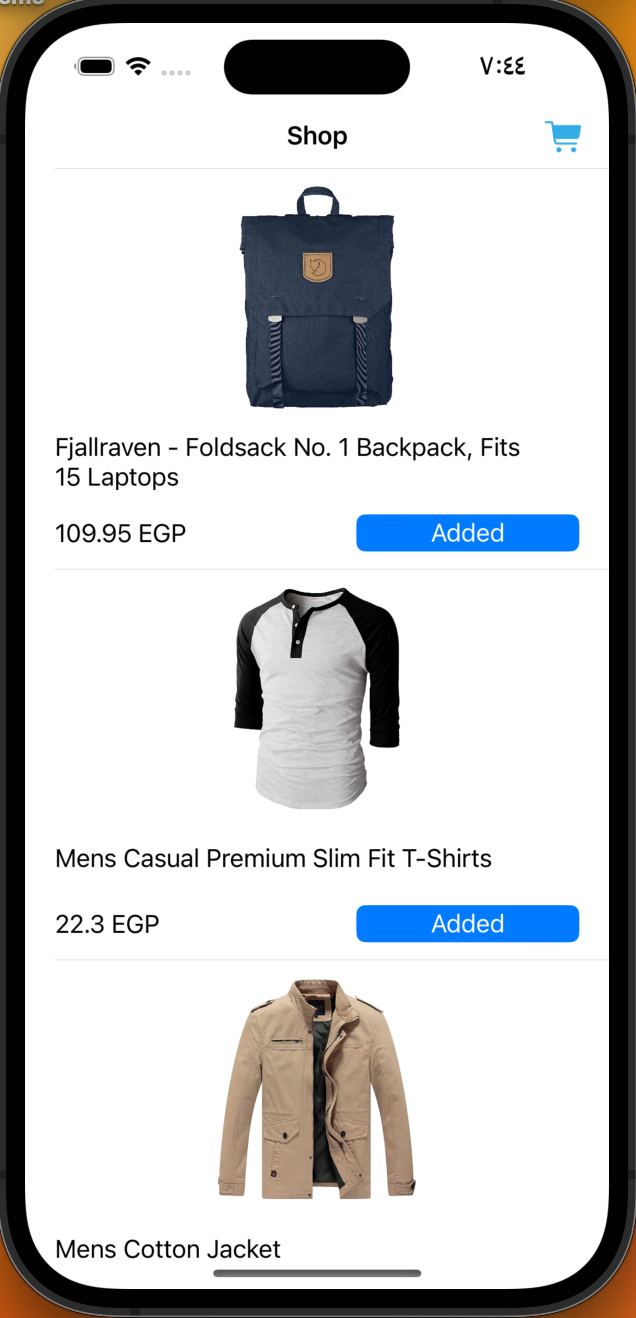 ٧:٤٤
Shop
Fjallraven - Foldsack No. 1 Backpack, Fits
15 Laptops
109.95 EGP
Added
Mens Casual Premium Slim Fit T-Shirts
22.3 EGP
Added
Mens Cotton Jacket